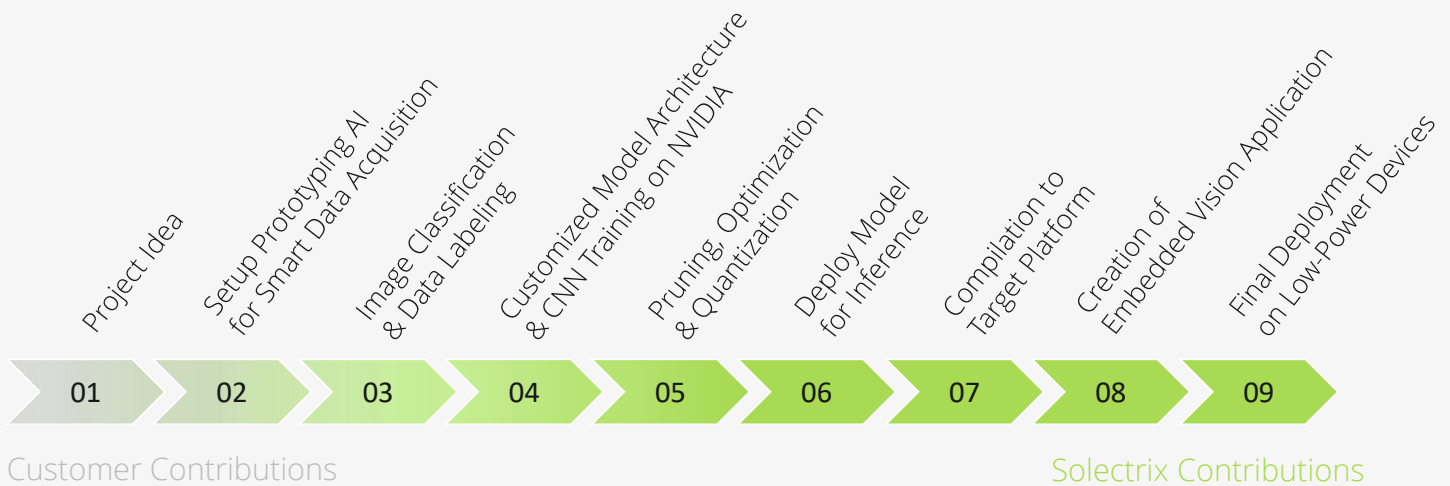 Project Idea
Setup Prototyping AI
for Smart Data Acquisition
Image Classification
& Data Labeling
Customized Model Architecture
& CNN Training on NVIDIA
Pruning, Optimization
& Quantization
Deploy Model
for Inference
Compilation to
Target Platform
Creation of
Embedded Vision Application
Final Deployment
on Low-Power Devices
01 02 03 04 05 06 07 08 09
Customer Contributions
Solectrix Contributions